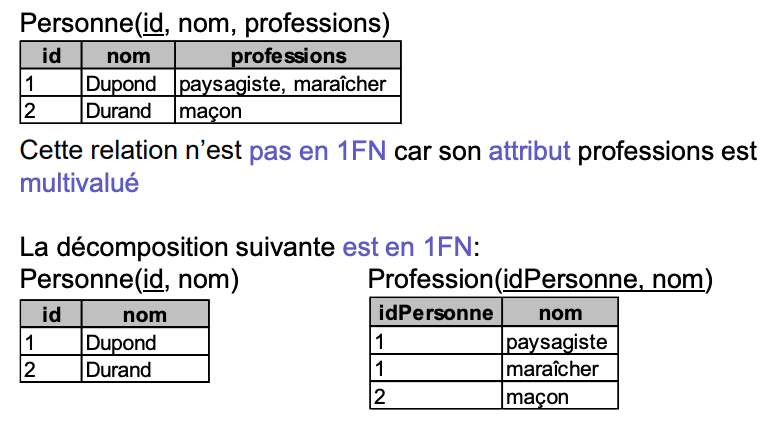 Personne(id, nom, professions)
id nom professions
1 Dupond paysagiste, maraîcher
2 Durand maçon
Cette relation n’est pas en 1FN car son attribut professions est
multivalué
La décomposition suivante est en 1FN:
Personne(id, nom)
id nom
1 Dupond
2 Durand
Profession(idPersonne, nom)
idPersonne nom
1 paysagiste
1 maraîcher
2 maçon